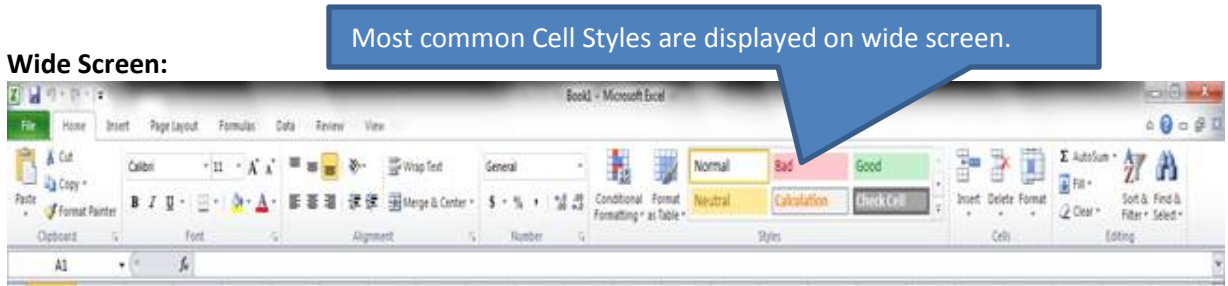 Most common Cell Styles are displayed on wide screen.
Wide Screen:
Book1 - Microsoft Excel
File Home Insert Page Layout Formulas Data Review View
Cut
Copy
Paste
Format Painter
Clipboard
Calibri 11 A A
B I U A
Font
Wrap Text
Merge & Center
Alignment
General
$ % , .0 .00
Number
Conditional Formatting
Format as Table
Normal Bad Good
Neutral Calculation Check Cell
Styles
Insert Delete Format
Cells
Σ AutoSum
Fill
Clear
Sort & Filter
Find & Select
Editing
A1 fx